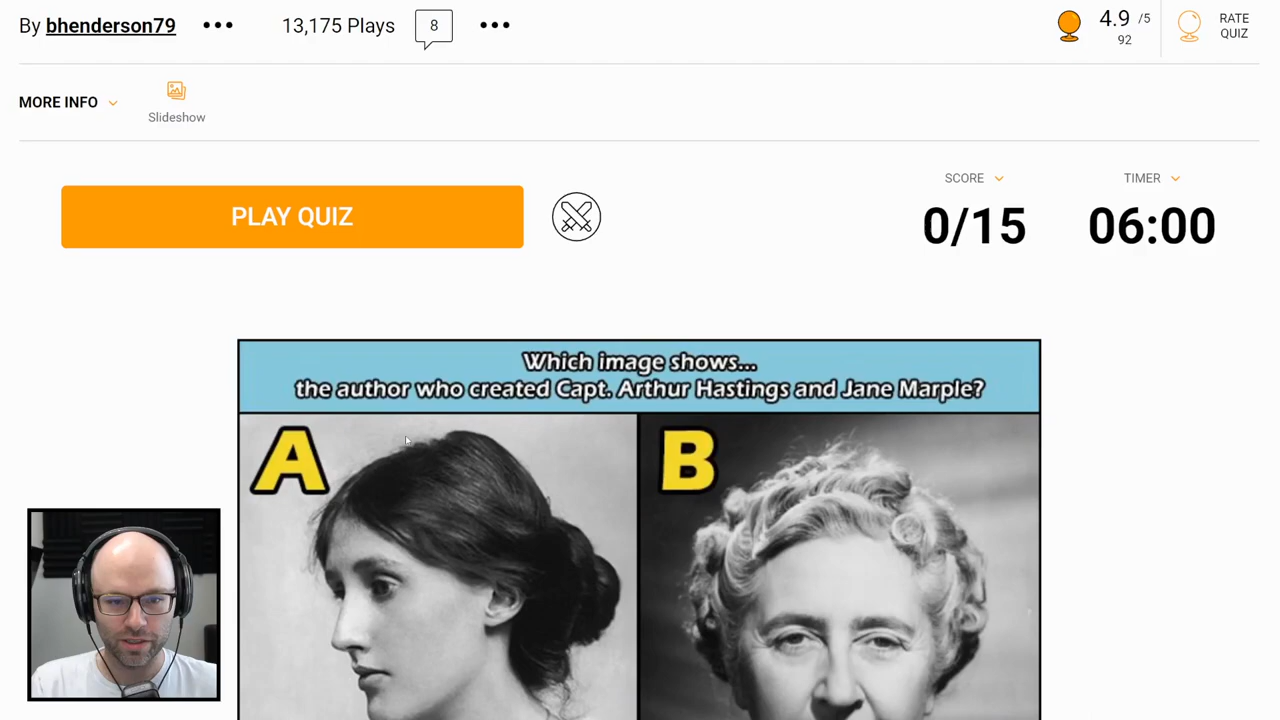 By bhenderson79 ••• 13,175 Plays 8 ••• 4.9 /5 92 RATE QUIZ
MORE INFO Slideshow
PLAY QUIZ
SCORE 0/15
TIMER 06:00
Which image shows...
the author who created Capt. Arthur Hastings and Jane Marple?
A B